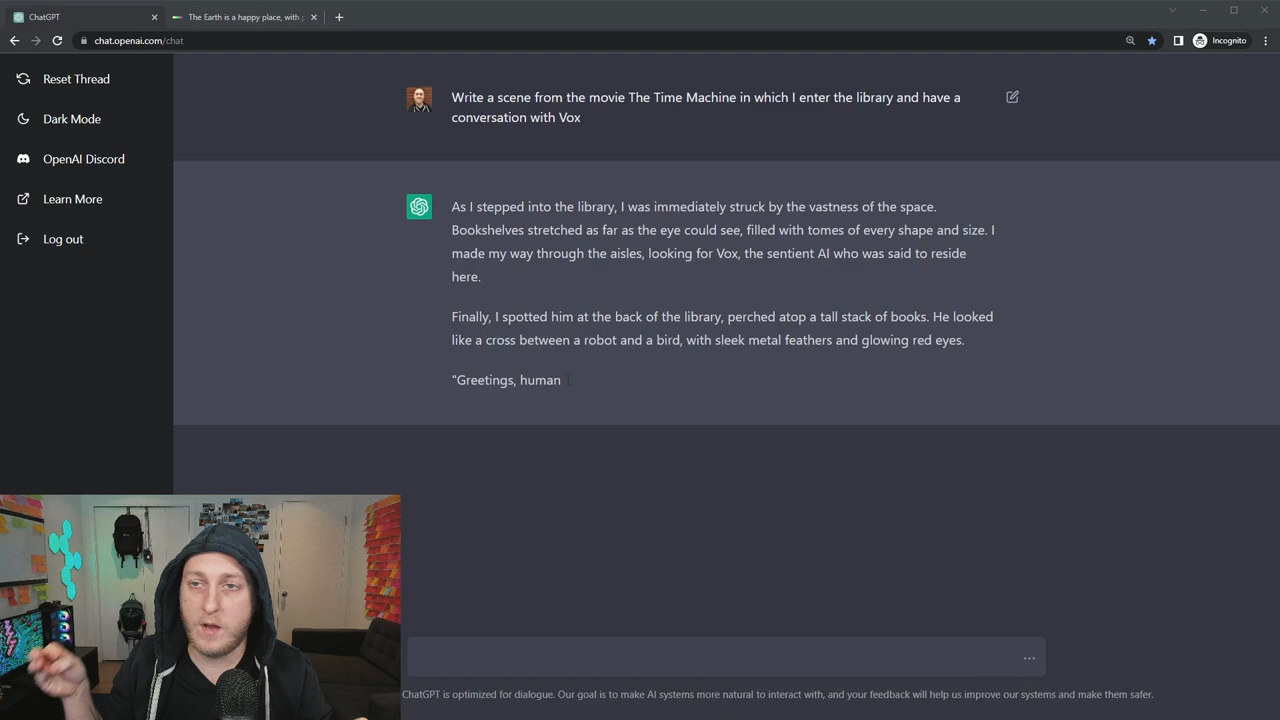 ChatGPT
The Earth is a happy place, with
chat.openai.com/chat
Incognito
Reset Thread
Dark Mode
OpenAI Discord
Learn More
Log out
Write a scene from the movie The Time Machine in which I enter the library and have a
conversation with Vox
As I stepped into the library, I was immediately struck by the vastness of the space.
Bookshelves stretched as far as the eye could see, filled with tomes of every shape and size. I
made my way through the aisles, looking for Vox, the sentient AI who was said to reside
here.
Finally, I spotted him at the back of the library, perched atop a tall stack of books. He looked
like a cross between a robot and a bird, with sleek metal feathers and glowing red eyes.
"Greetings, human
ChatGPT is optimized for dialogue. Our goal is to make AI systems more natural to interact with, and your feedback will help us improve our systems and make them safer.